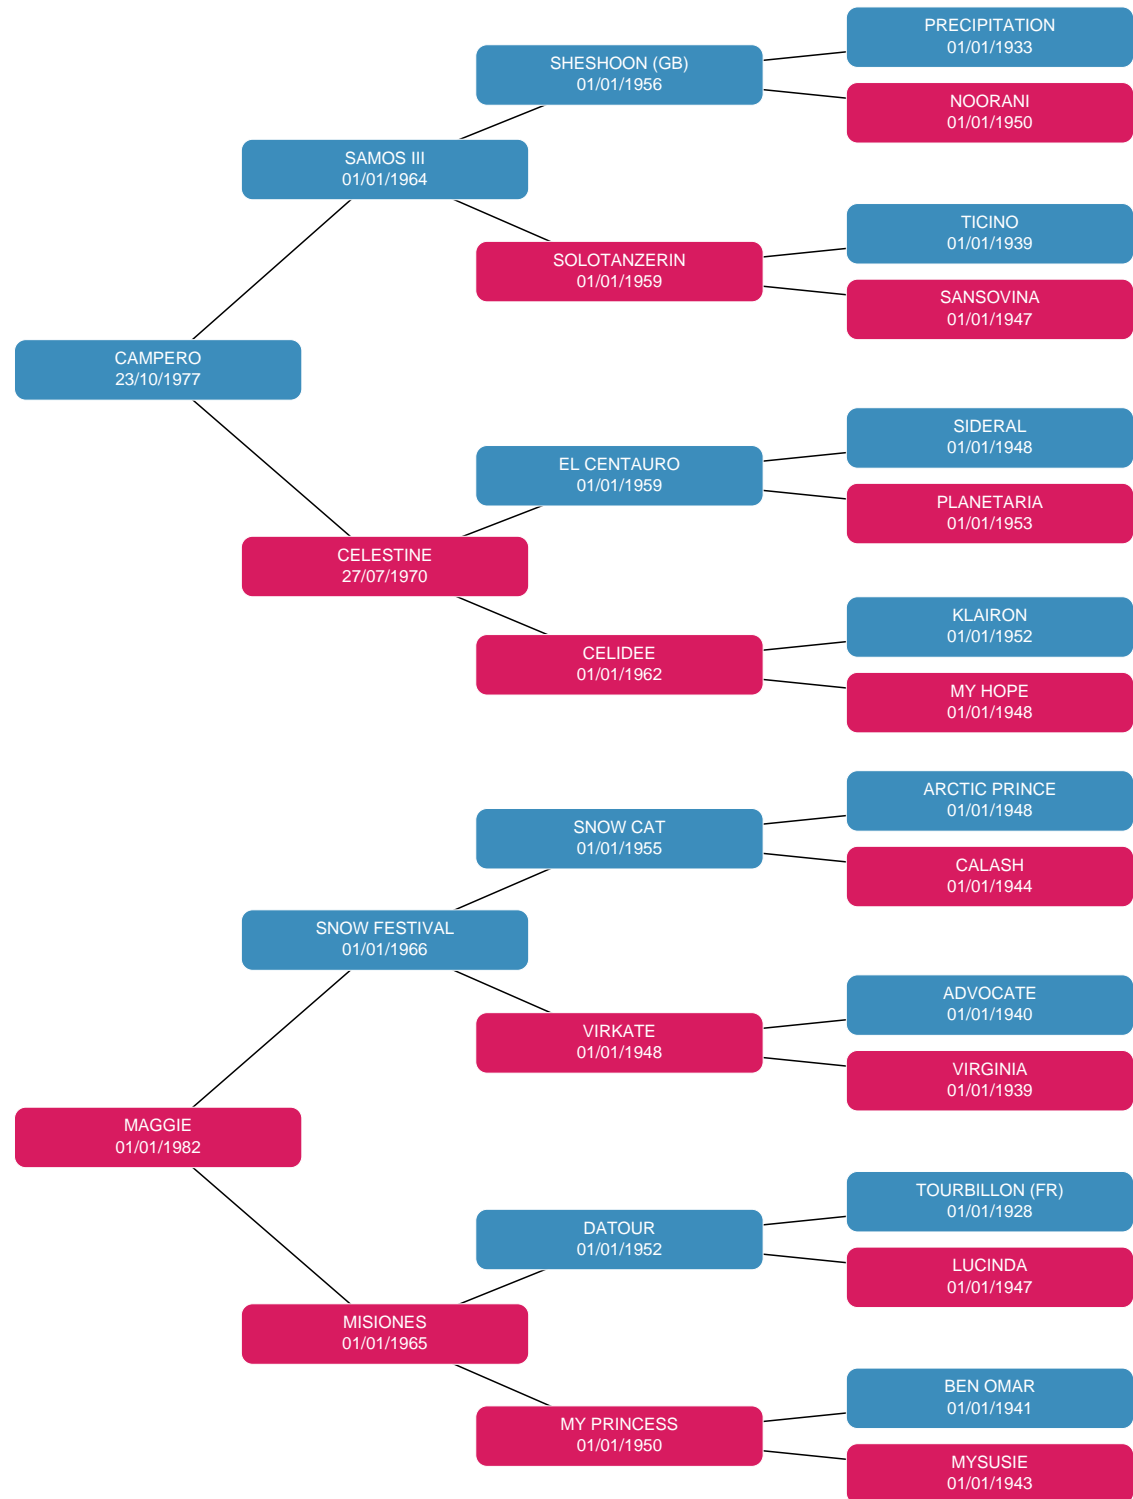 PRECIPITATION
01/01/1933
SHESHOON (GB)
01/01/1956
NOORANI
01/01/1950
SAMOS III
01/01/1964
TICINO
01/01/1939
SOLOTANZERIN
01/01/1959
SANSOVINA
01/01/1947
CAMPERO
23/10/1977
SIDERAL
01/01/1948
EL CENTAURO
01/01/1959
PLANETARIA
01/01/1953
CELESTINE
27/07/1970
KLAIRON
01/01/1952
CELIDEE
01/01/1962
MY HOPE
01/01/1948
ARCTIC PRINCE
01/01/1948
SNOW CAT
01/01/1955
CALASH
01/01/1944
SNOW FESTIVAL
01/01/1966
ADVOCATE
01/01/1940
VIRKATE
01/01/1948
VIRGINIA
01/01/1939
MAGGIE
01/01/1982
TOURBILLON (FR)
01/01/1928
DATOUR
01/01/1952
LUCINDA
01/01/1947
MISIONES
01/01/1965
BEN OMAR
01/01/1941
MY PRINCESS
01/01/1950
MYSUSIE
01/01/1943